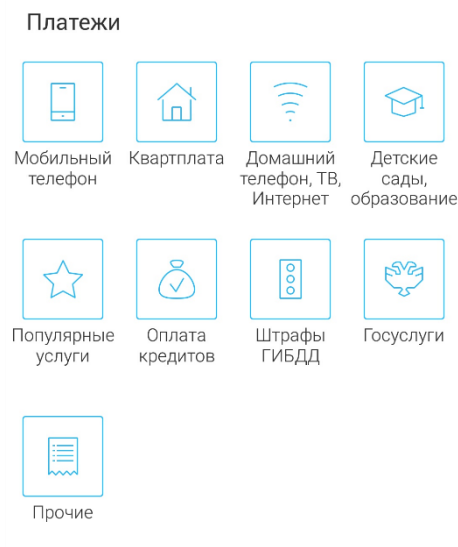 Платежи
Мобильный
телефон
Квартплата
Домашний
телефон, ТВ,
Интернет
Детские
сады,
образование
Популярные
услуги
Оплата
кредитов
Штрафы
ГИБДД
Госуслуги
Прочие